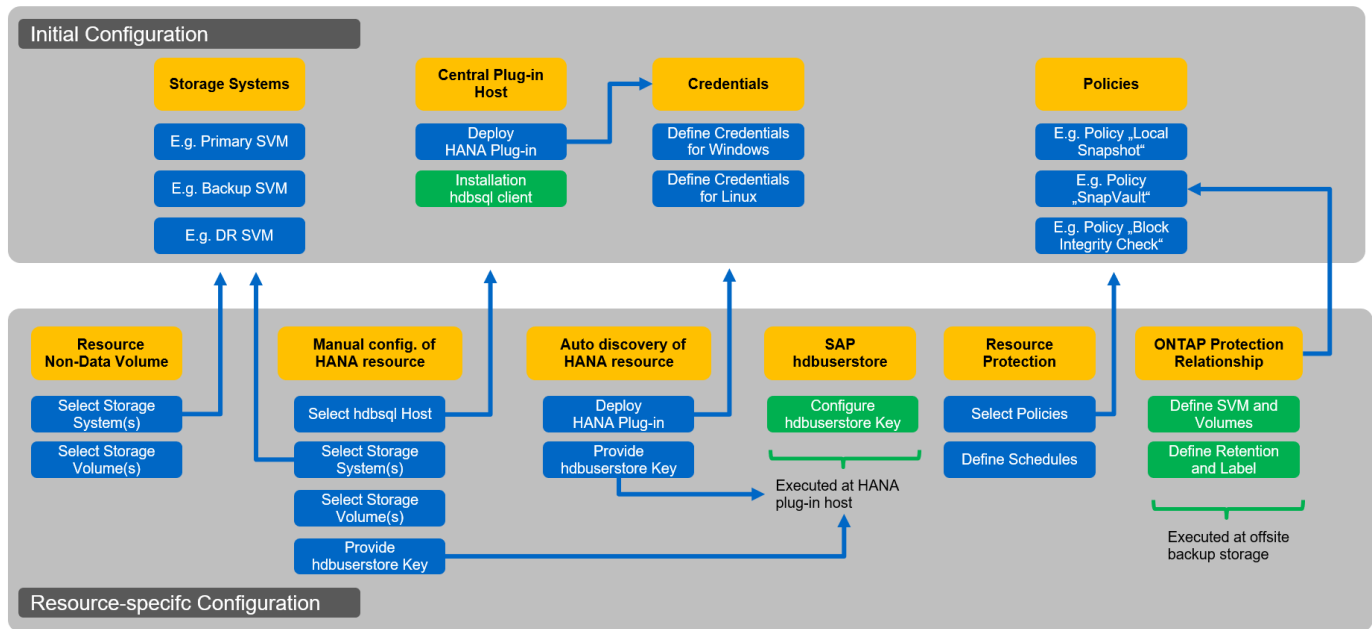 Initial Configuration
Storage Systems
E.g. Primary SVM
E.g. Backup SVM
E.g. DR SVM
Central Plug-in
Host
Deploy
HANA Plug-in
Installation
hdbsql client
Credentials
Define Credentials
for Windows
Define Credentials
for Linux
Policies
E.g. Policy „Local
Snapshot“
E.g. Policy
„SnapVault“
E.g. Policy „Block
Integrity Check“
Resource
Non-Data Volume
Select Storage
System(s)
Select Storage
Volume(s)
Manual config. of
HANA resource
Select hdbsql Host
Select Storage
System(s)
Select Storage
Volume(s)
Provide
hdbuserstore Key
Auto discovery of
HANA resource
Deploy
HANA Plug-in
Provide
hdbuserstore Key
SAP
hdbuserstore
Configure
hdbuserstore Key
Executed at HANA
plug-in host
Resource
Protection
Select Policies
Define Schedules
ONTAP Protection
Relationship
Define SVM and
Volumes
Define Retention
and Label
Executed at offsite
backup storage
Resource-specifc Configuration